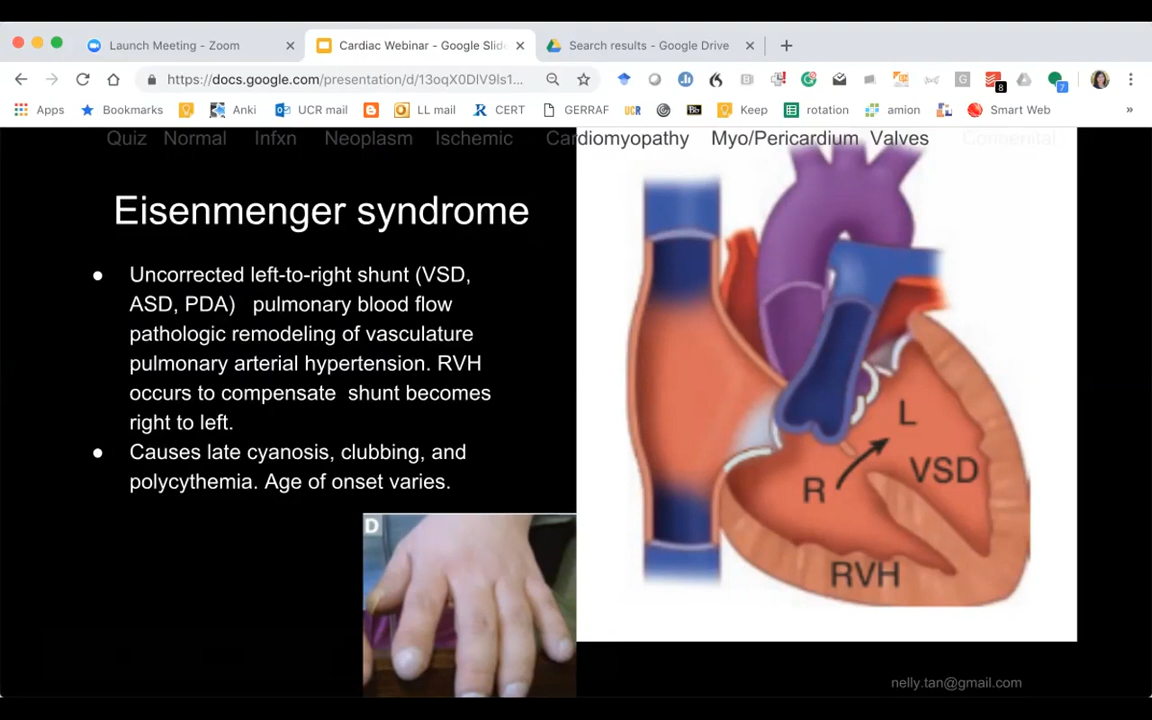 Launch Meeting - Zoom
Cardiac Webinar - Google Slid
Search results - Google Drive
https://docs.google.com/presentation/d/13oqX0DlV9ls1...
8
7
Apps
Bookmarks
Anki
UCR mail
LL mail
CERT
GERRAF
UCR
Keep
rotation
amion
Smart Web
»
Quiz Normal Infxn Neoplasm Ischemic Cardiomyopathy Myo/Pericardium Valves Congenital
Eisenmenger syndrome
● Uncorrected left-to-right shunt (VSD,
ASD, PDA) pulmonary blood flow
pathologic remodeling of vasculature
pulmonary arterial hypertension. RVH
occurs to compensate shunt becomes
right to left.
● Causes late cyanosis, clubbing, and
polycythemia. Age of onset varies.
D
L
VSD
R
RVH
nelly.tan@gmail.com